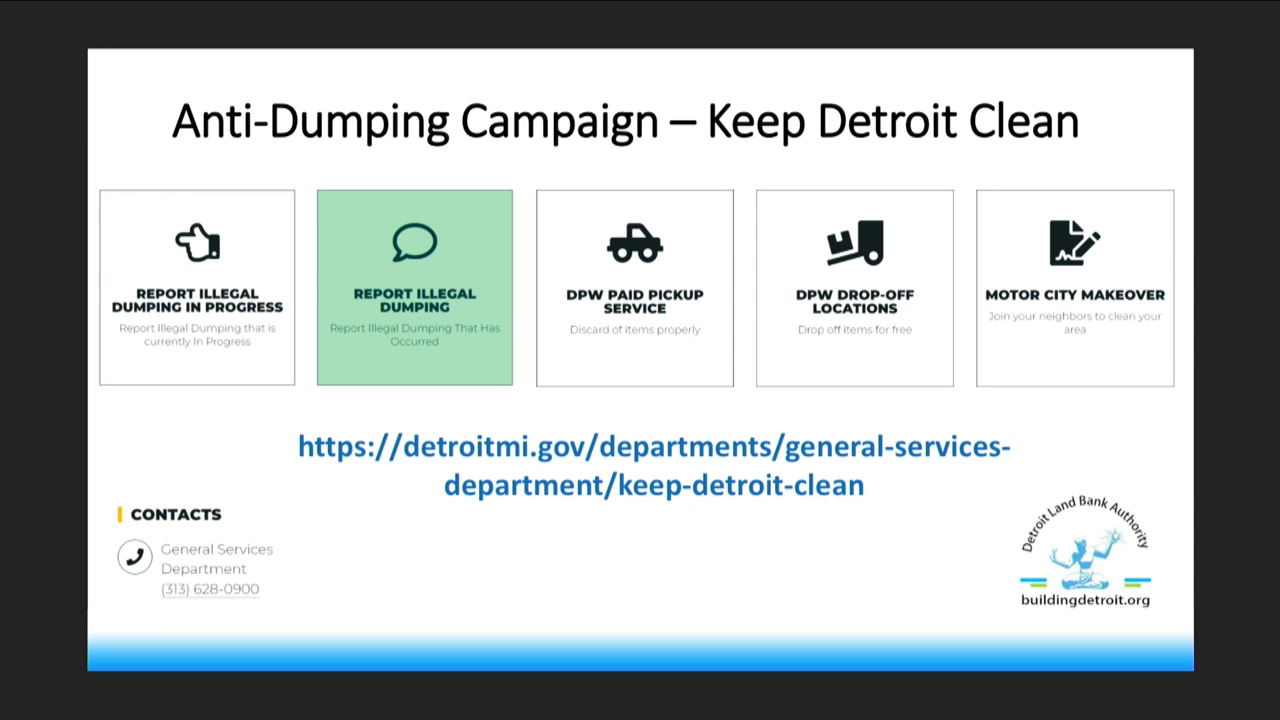 Anti-Dumping Campaign – Keep Detroit Clean
REPORT ILLEGAL
DUMPING IN PROGRESS
Report Illegal Dumping that is
currently In Progress
REPORT ILLEGAL
DUMPING
Report Illegal Dumping That Has
Occurred
DPW PAID PICKUP
SERVICE
Discard of items properly
DPW DROP-OFF
LOCATIONS
Drop off items for free
MOTOR CITY MAKEOVER
Join your neighbors to clean your
area
https://detroitmi.gov/departments/general-services-
department/keep-detroit-clean
CONTACTS
General Services
Department
(313) 628-0900
Detroit Land Bank Authority
buildingdetroit.org